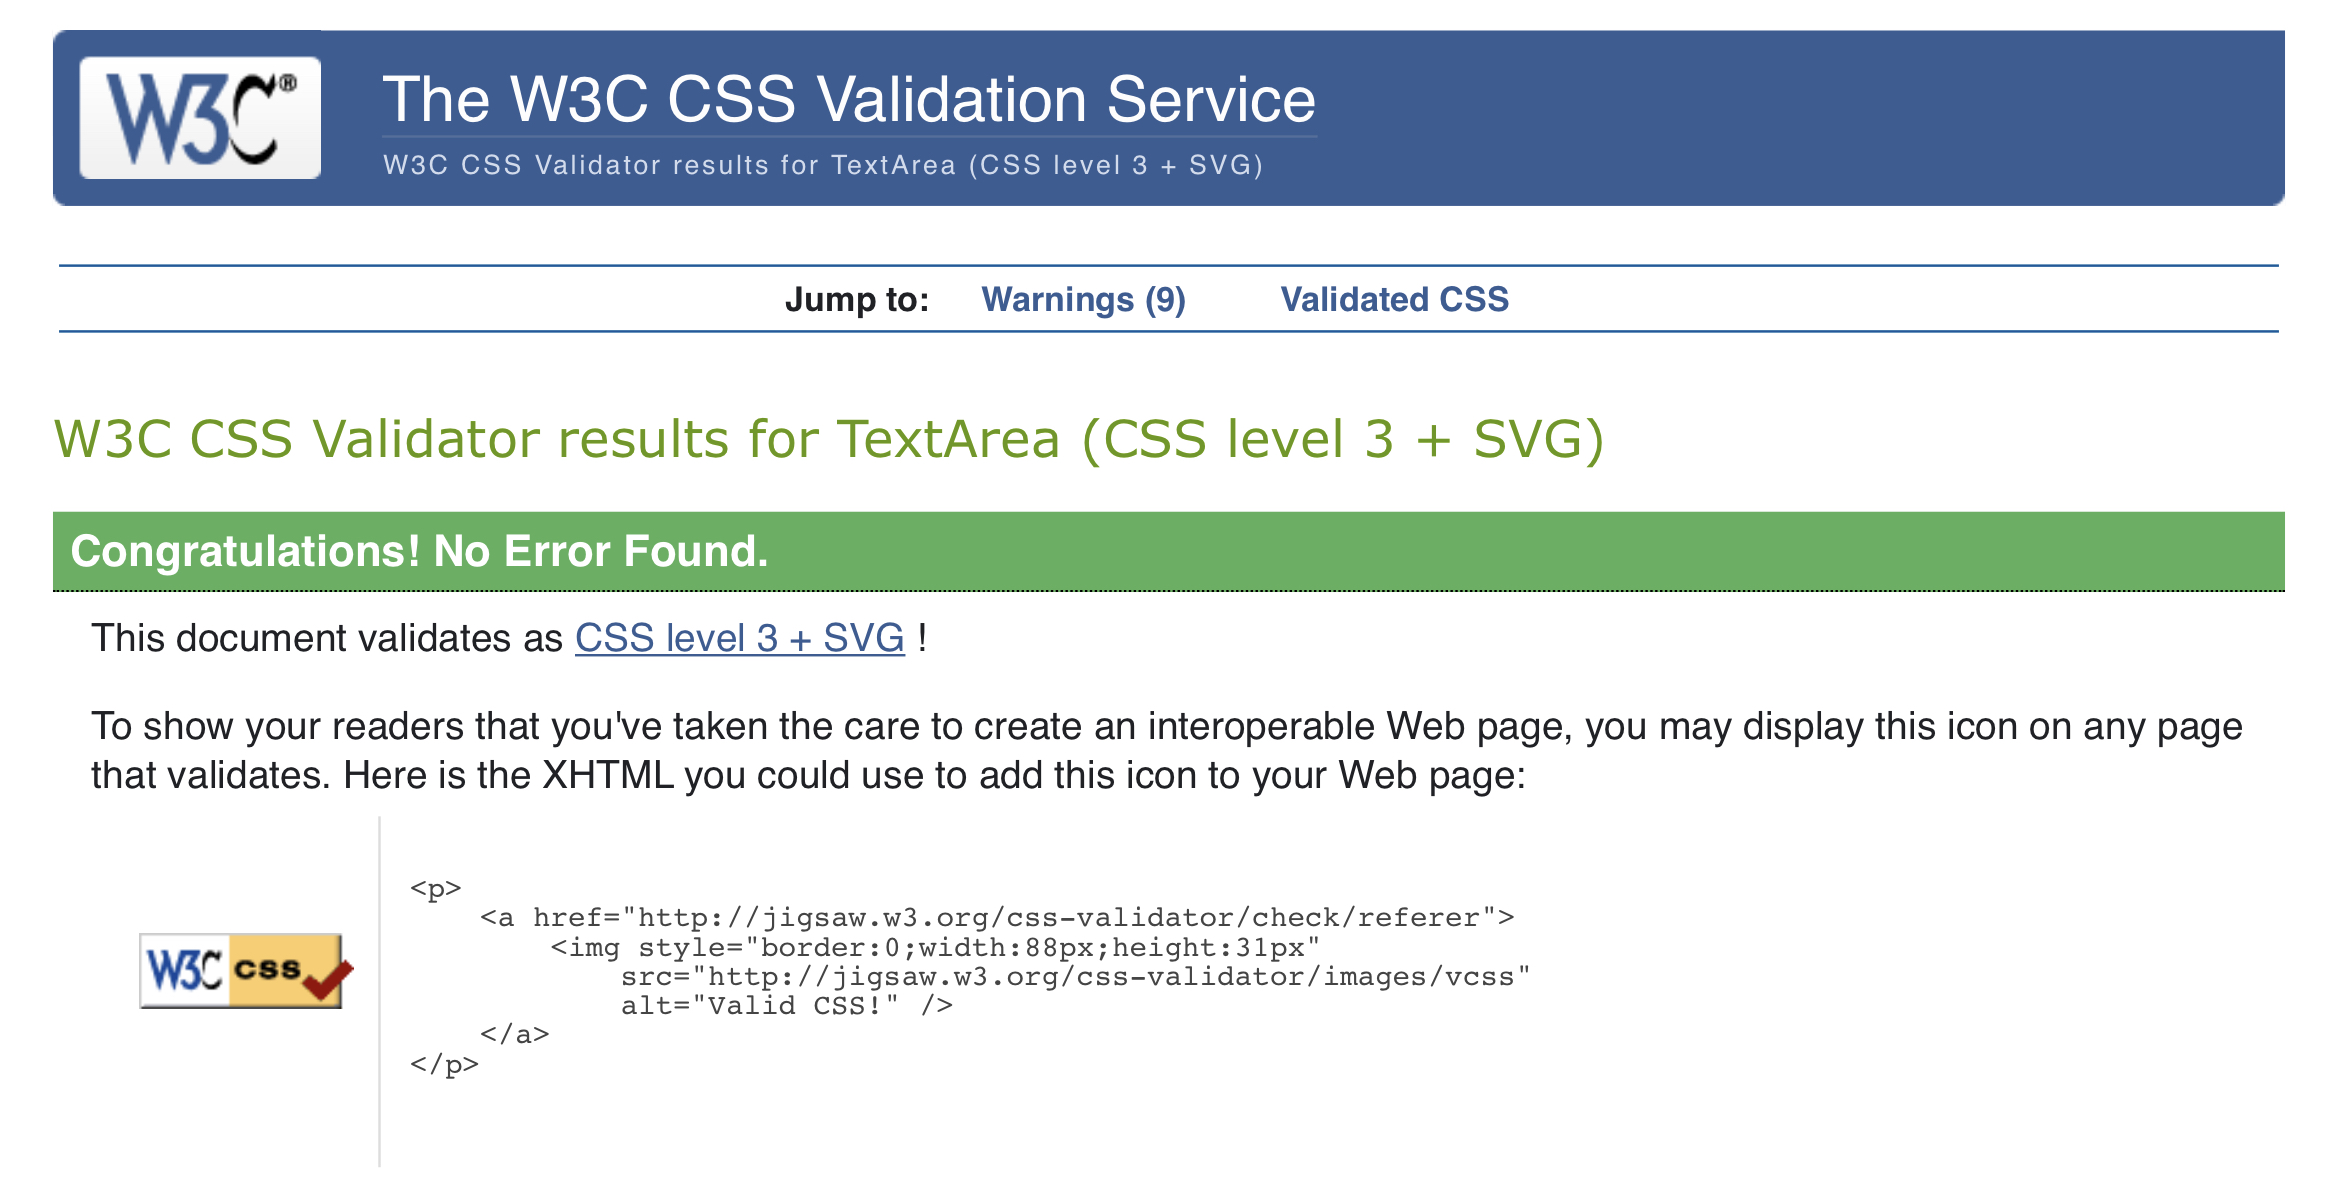 W3C®
The W3C CSS Validation Service
W3C CSS Validator results for TextArea (CSS level 3 + SVG)
Jump to: Warnings (9) Validated CSS
W3C CSS Validator results for TextArea (CSS level 3 + SVG)
Congratulations! No Error Found.
This document validates as CSS level 3 + SVG !
To show your readers that you've taken the care to create an interoperable Web page, you may display this icon on any page
that validates. Here is the XHTML you could use to add this icon to your Web page:
W3C css
<p>
    <a href="http://jigsaw.w3.org/css-validator/check/referer">
        <img style="border:0;width:88px;height:31px"
            src="http://jigsaw.w3.org/css-validator/images/vcss"
            alt="Valid CSS!" />
    </a>
</p>